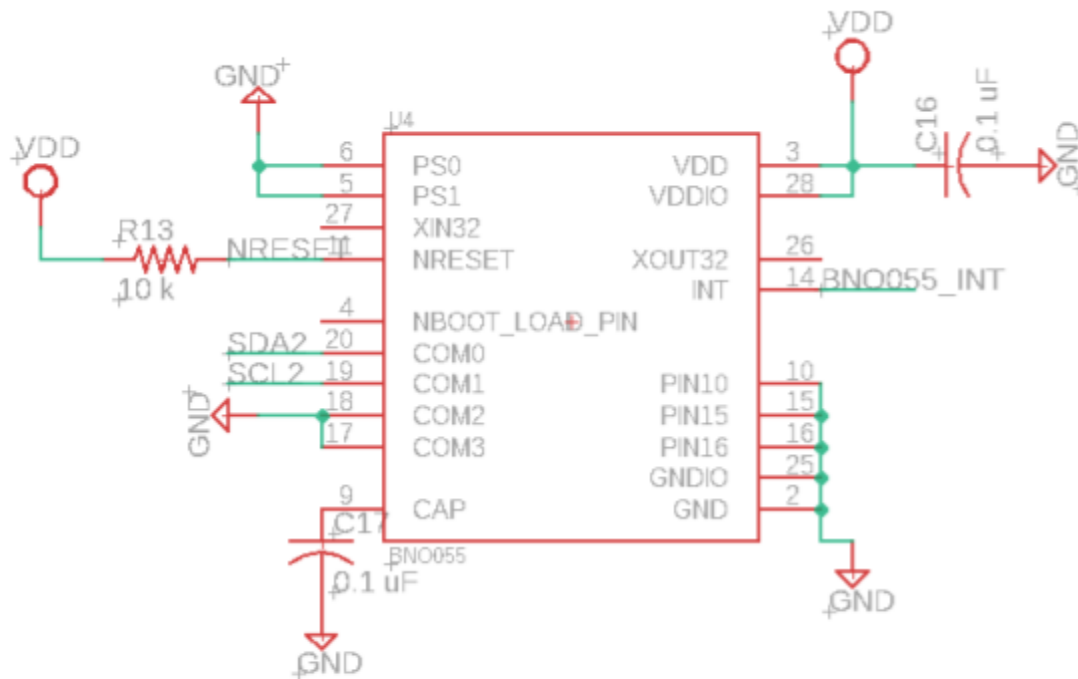 VDD
GND
U4
VDD
C16
0.1 uF
GND
6 PS0
5 PS1
27 XIN32
R13
10 k
NRESET
11 NRESET
4 NBOOT_LOAD_PIN
SDA2
20 COM0
SCL2
19 COM1
GND
18 COM2
17 COM3
9 CAP
C17
0.1 uF
GND
BNO055
VDD 3
VDDIO 28
XOUT32 26
INT 14
BNO055_INT
PIN10 10
PIN15 15
PIN16 16
GNDIO 25
GND 2
GND